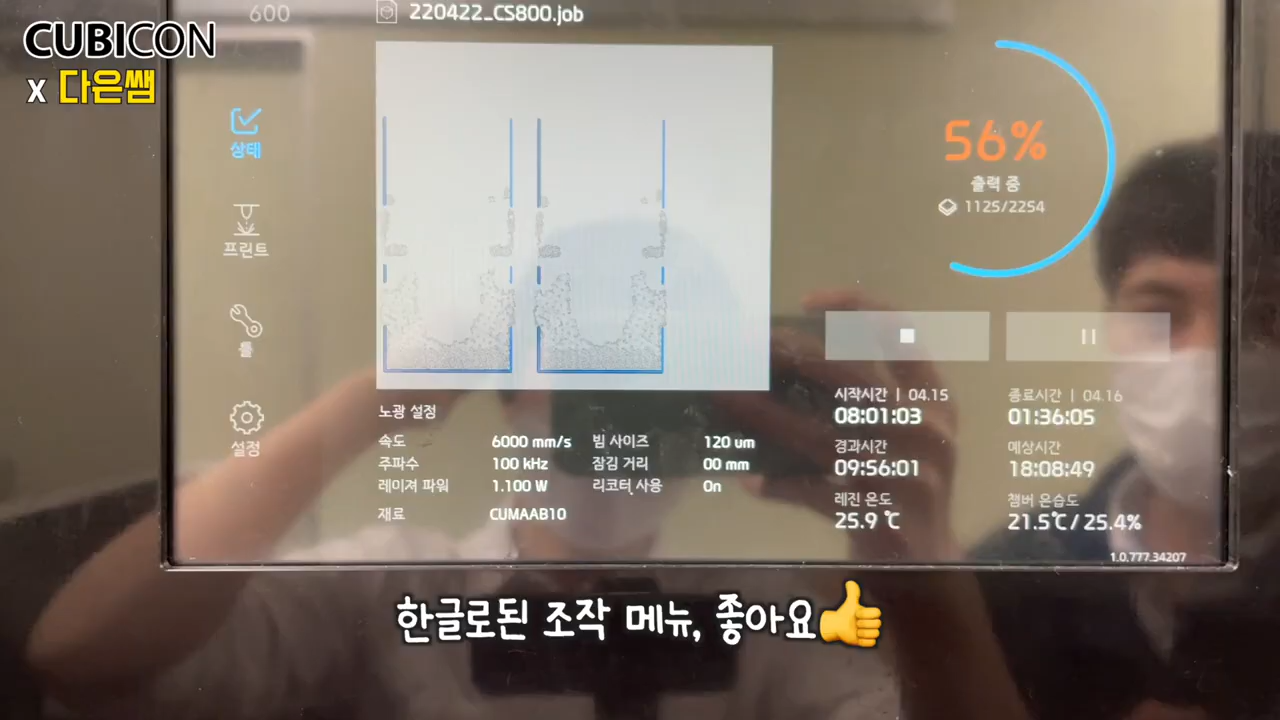 CUBICON
x 다은쌤
600
220422_CS800.job
상태
프린트
툴
설정
56%
출력 중
1125/2254
노광 설정
속도 6000 mm/s 빔 사이즈 120 um
주파수 100 kHz 잠김 거리 00 mm
레이져 파워 1.100 W 리코터 사용 On
재료 CUMAAB10
시작시간 | 04.15 종료시간 | 04.16
08:01:03 01:36:05
경과시간 예상시간
09:56:01 18:08:49
레진 온도 챔버 온습도
25.9 ℃ 21.5℃ / 25.4%
1.0.777.34207
한글로된 조작 메뉴, 좋아요👍